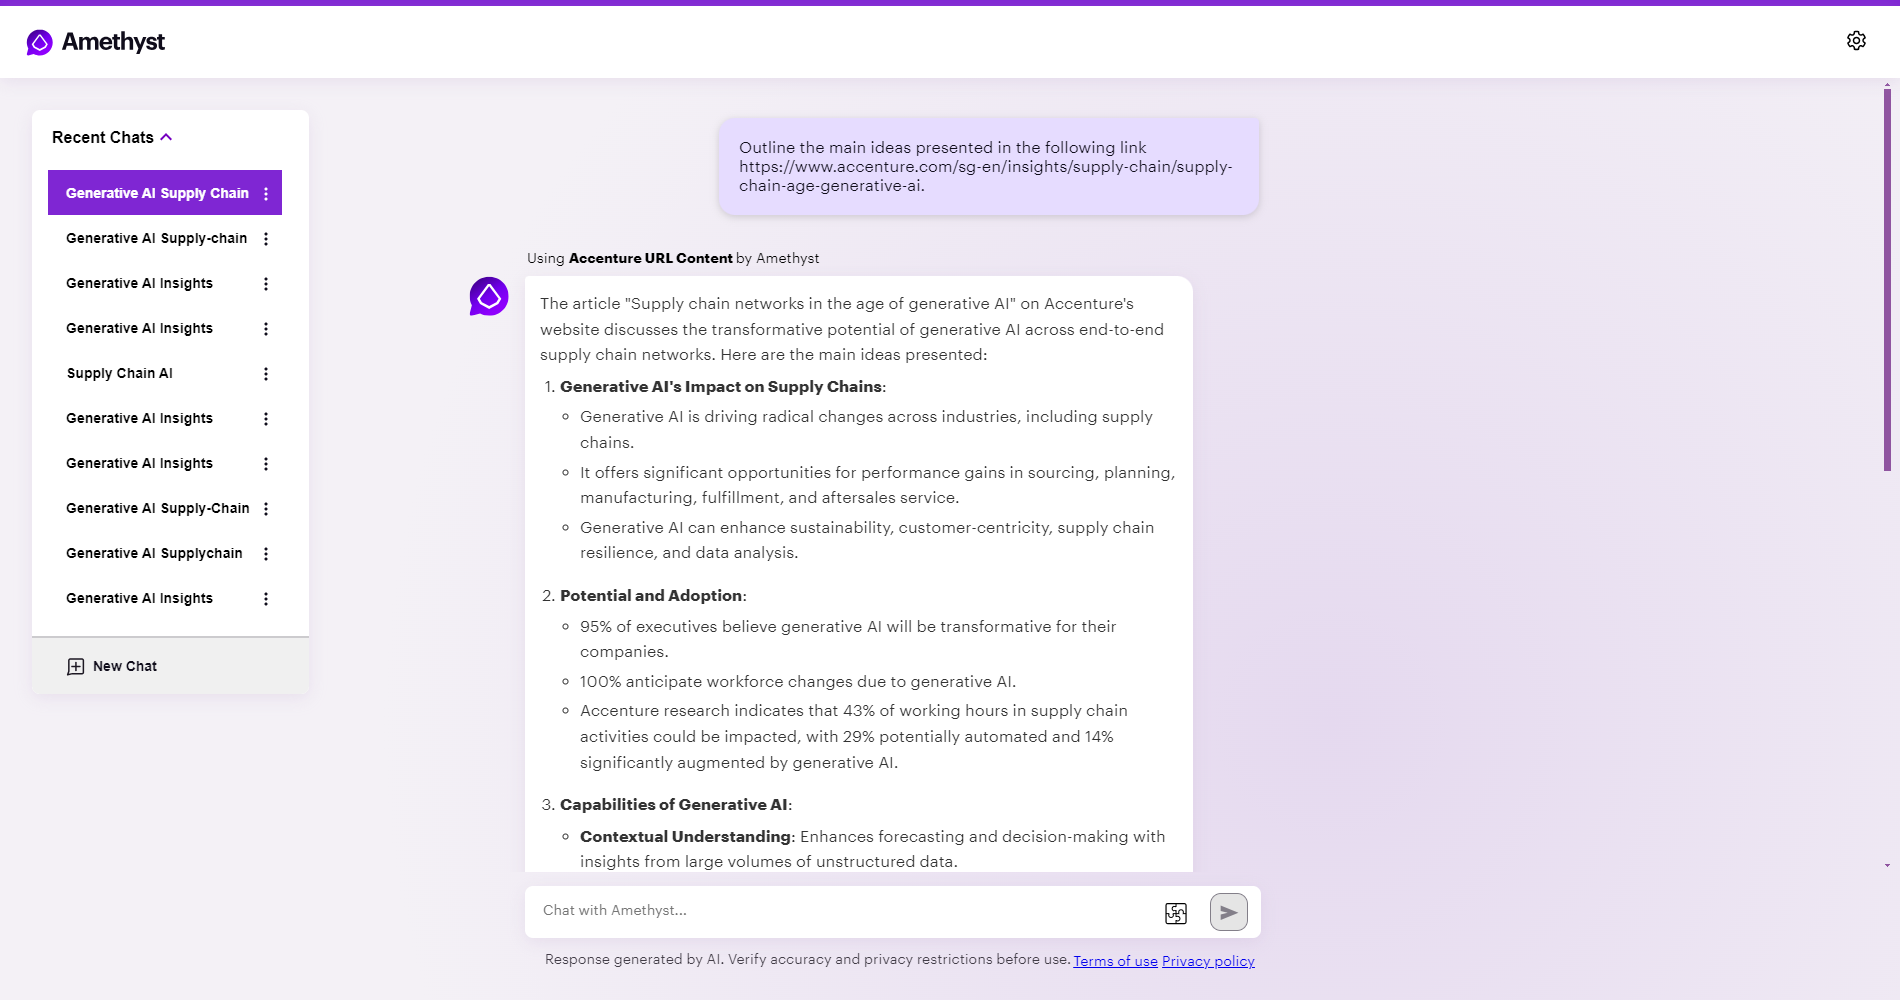 Amethyst
Recent Chats
Generative AI Supply Chain
Generative AI Supply-chain
Generative AI Insights
Generative AI Insights
Supply Chain AI
Generative AI Insights
Generative AI Insights
Generative AI Supply-Chain
Generative AI Supplychain
Generative AI Insights
New Chat
Outline the main ideas presented in the following link
https://www.accenture.com/sg-en/insights/supply-chain/supply-
chain-age-generative-ai.
Using Accenture URL Content by Amethyst
The article "Supply chain networks in the age of generative AI" on Accenture's
website discusses the transformative potential of generative AI across end-to-end
supply chain networks. Here are the main ideas presented:
1. Generative AI's Impact on Supply Chains:
Generative AI is driving radical changes across industries, including supply
chains.
It offers significant opportunities for performance gains in sourcing, planning,
manufacturing, fulfillment, and aftersales service.
Generative AI can enhance sustainability, customer-centricity, supply chain
resilience, and data analysis.
2. Potential and Adoption:
95% of executives believe generative AI will be transformative for their
companies.
100% anticipate workforce changes due to generative AI.
Accenture research indicates that 43% of working hours in supply chain
activities could be impacted, with 29% potentially automated and 14%
significantly augmented by generative AI.
3. Capabilities of Generative AI:
Contextual Understanding: Enhances forecasting and decision-making with
insights from large volumes of unstructured data.
Chat with Amethyst...
Response generated by AI. Verify accuracy and privacy restrictions before use. Terms of use Privacy policy